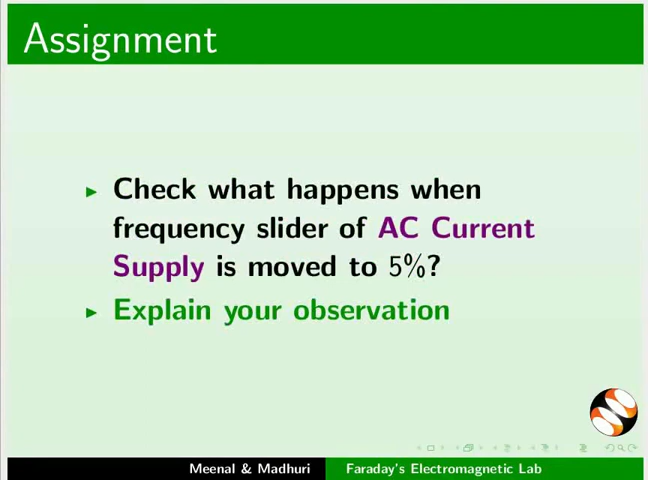 Assignment
Check what happens when
frequency slider of AC Current
Supply is moved to 5%?
Explain your observation
Meenal & Madhuri Faraday's Electromagnetic Lab